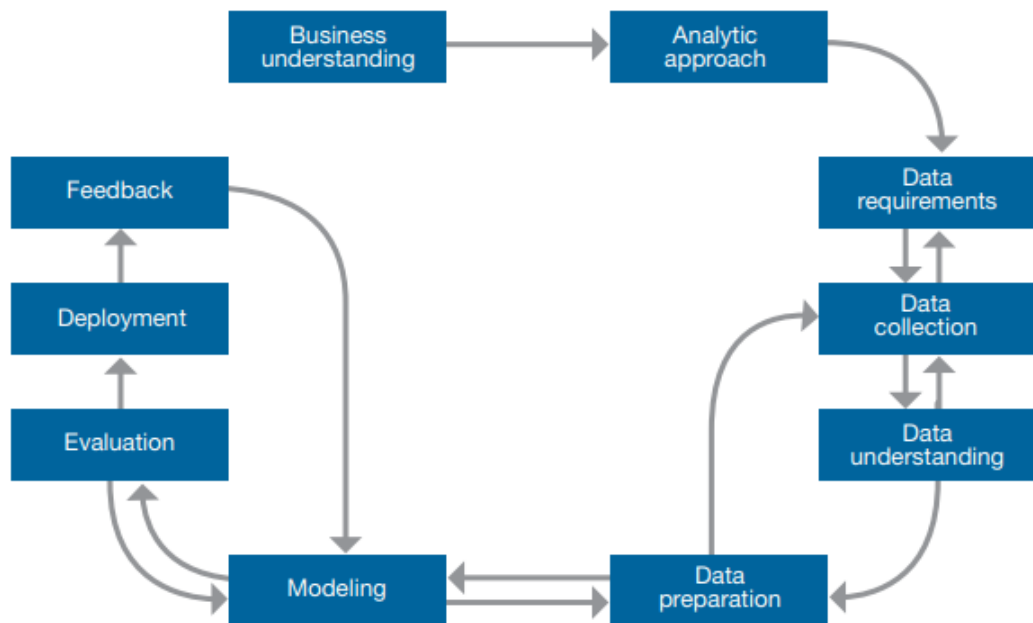 Business
understanding
Analytic
approach
Feedback
Data
requirements
Deployment
Data
collection
Evaluation
Data
understanding
Modeling
Data
preparation